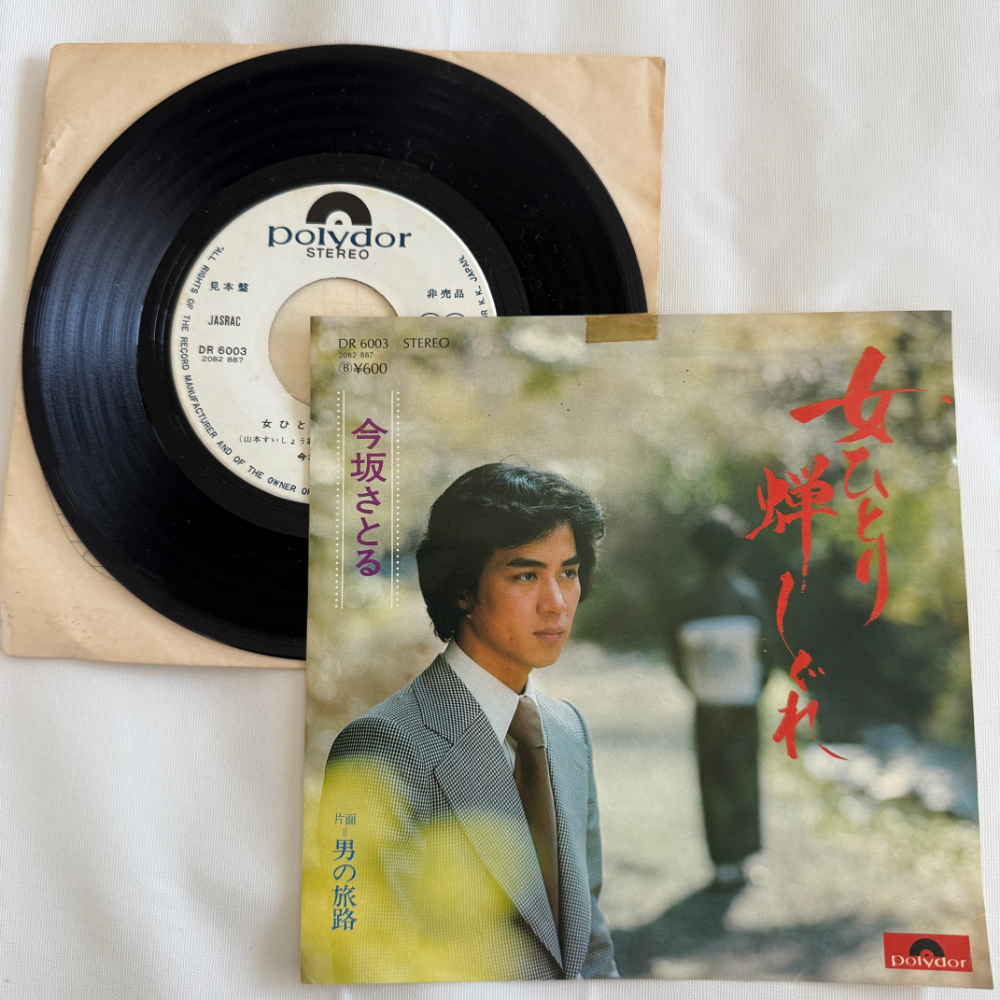 polydor
STEREO
見本盤
非売品
JASRAC
DR 6003
2082 887
女ひと
(山本すいしょう
"ALL RIGHTS OF THE RECORD MANUFACTURER AND OF THE OWNER OF
R K.K. JAPAN.
DR 6003 STEREO
2082 887
Ⓑ¥600
女ひとり
蝉しぐれ
今坂さとる
片面=男の旅路
polydor